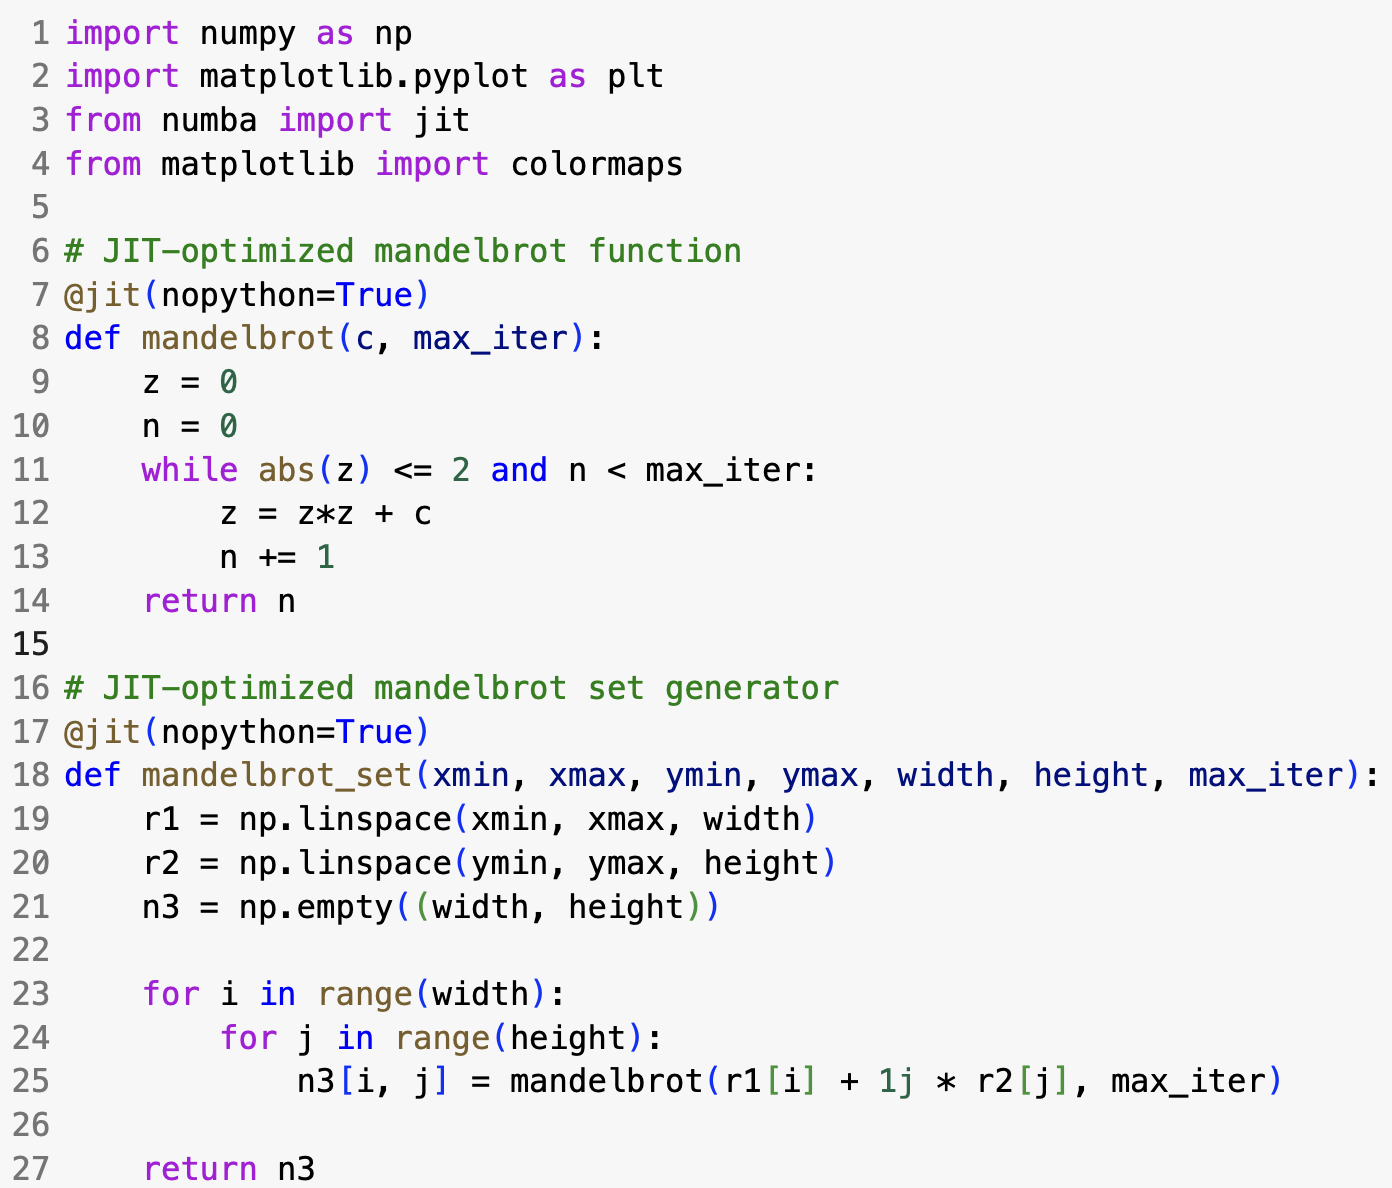 1 import numpy as np
2 import matplotlib.pyplot as plt
3 from numba import jit
4 from matplotlib import colormaps
5
6 # JIT-optimized mandelbrot function
7 @jit(nopython=True)
8 def mandelbrot(c, max_iter):
9     z = 0
10     n = 0
11     while abs(z) <= 2 and n < max_iter:
12         z = z*z + c
13         n += 1
14     return n
15
16 # JIT-optimized mandelbrot set generator
17 @jit(nopython=True)
18 def mandelbrot_set(xmin, xmax, ymin, ymax, width, height, max_iter):
19     r1 = np.linspace(xmin, xmax, width)
20     r2 = np.linspace(ymin, ymax, height)
21     n3 = np.empty((width, height))
22
23     for i in range(width):
24         for j in range(height):
25             n3[i, j] = mandelbrot(r1[i] + 1j * r2[j], max_iter)
26
27     return n3